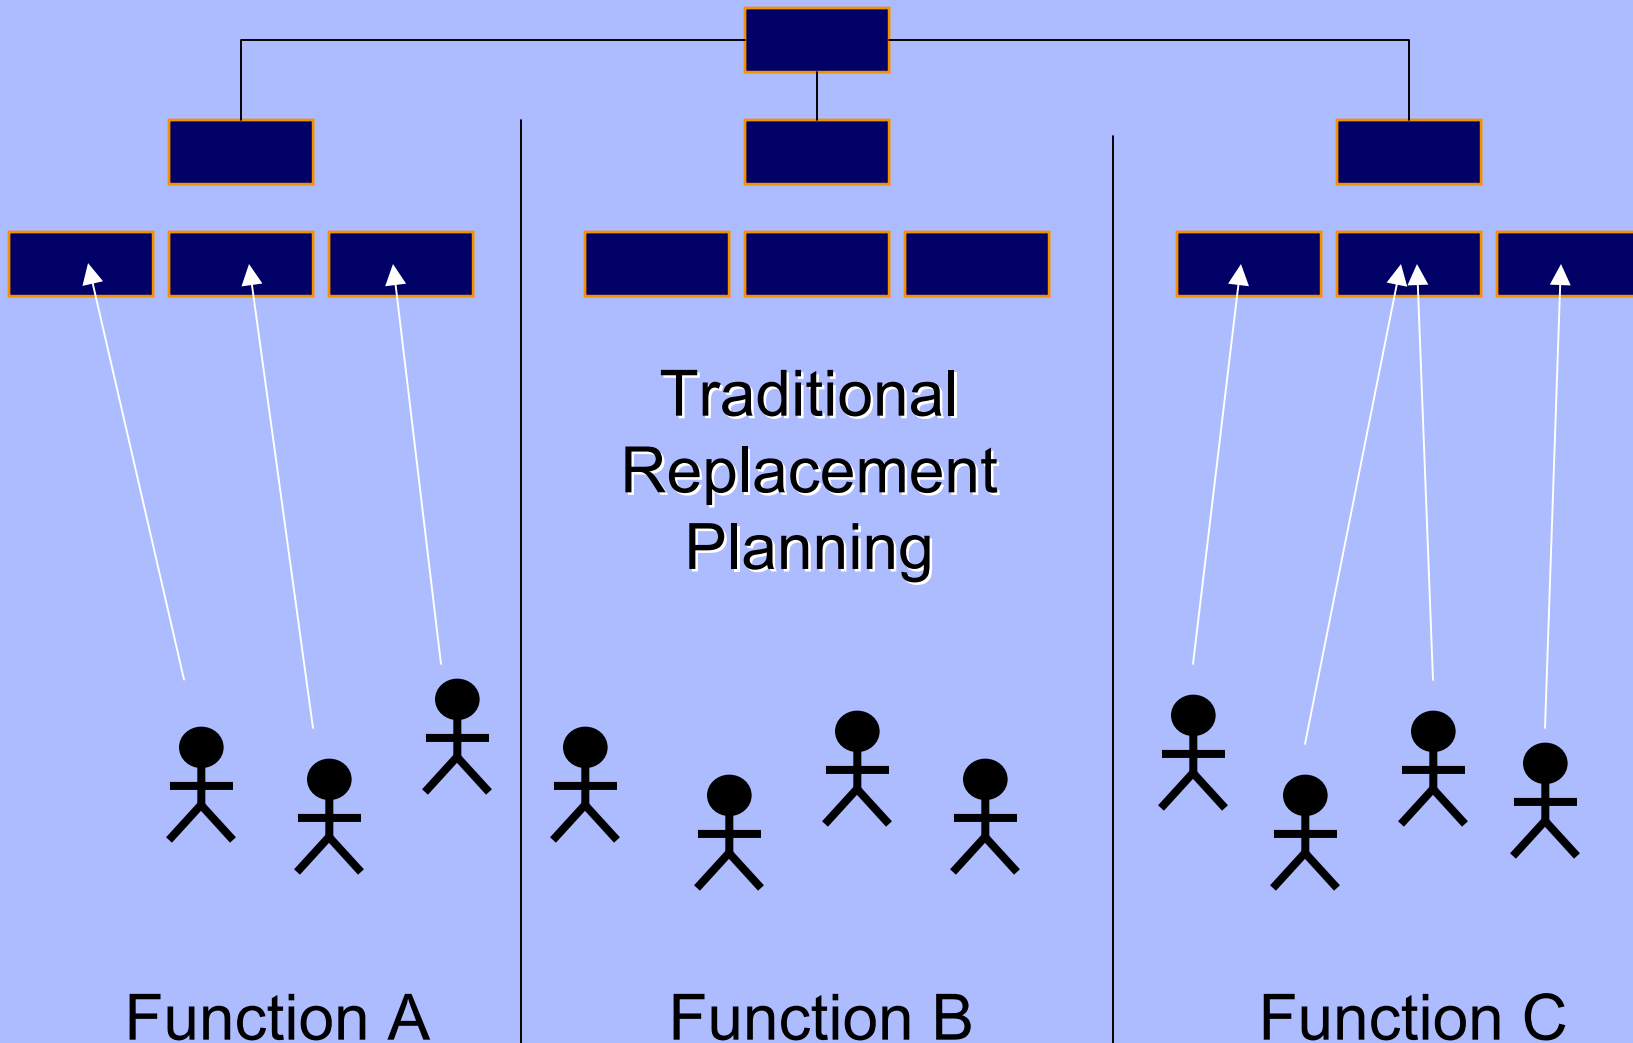 Traditional
Replacement
Planning
Function A
Function B
Function C